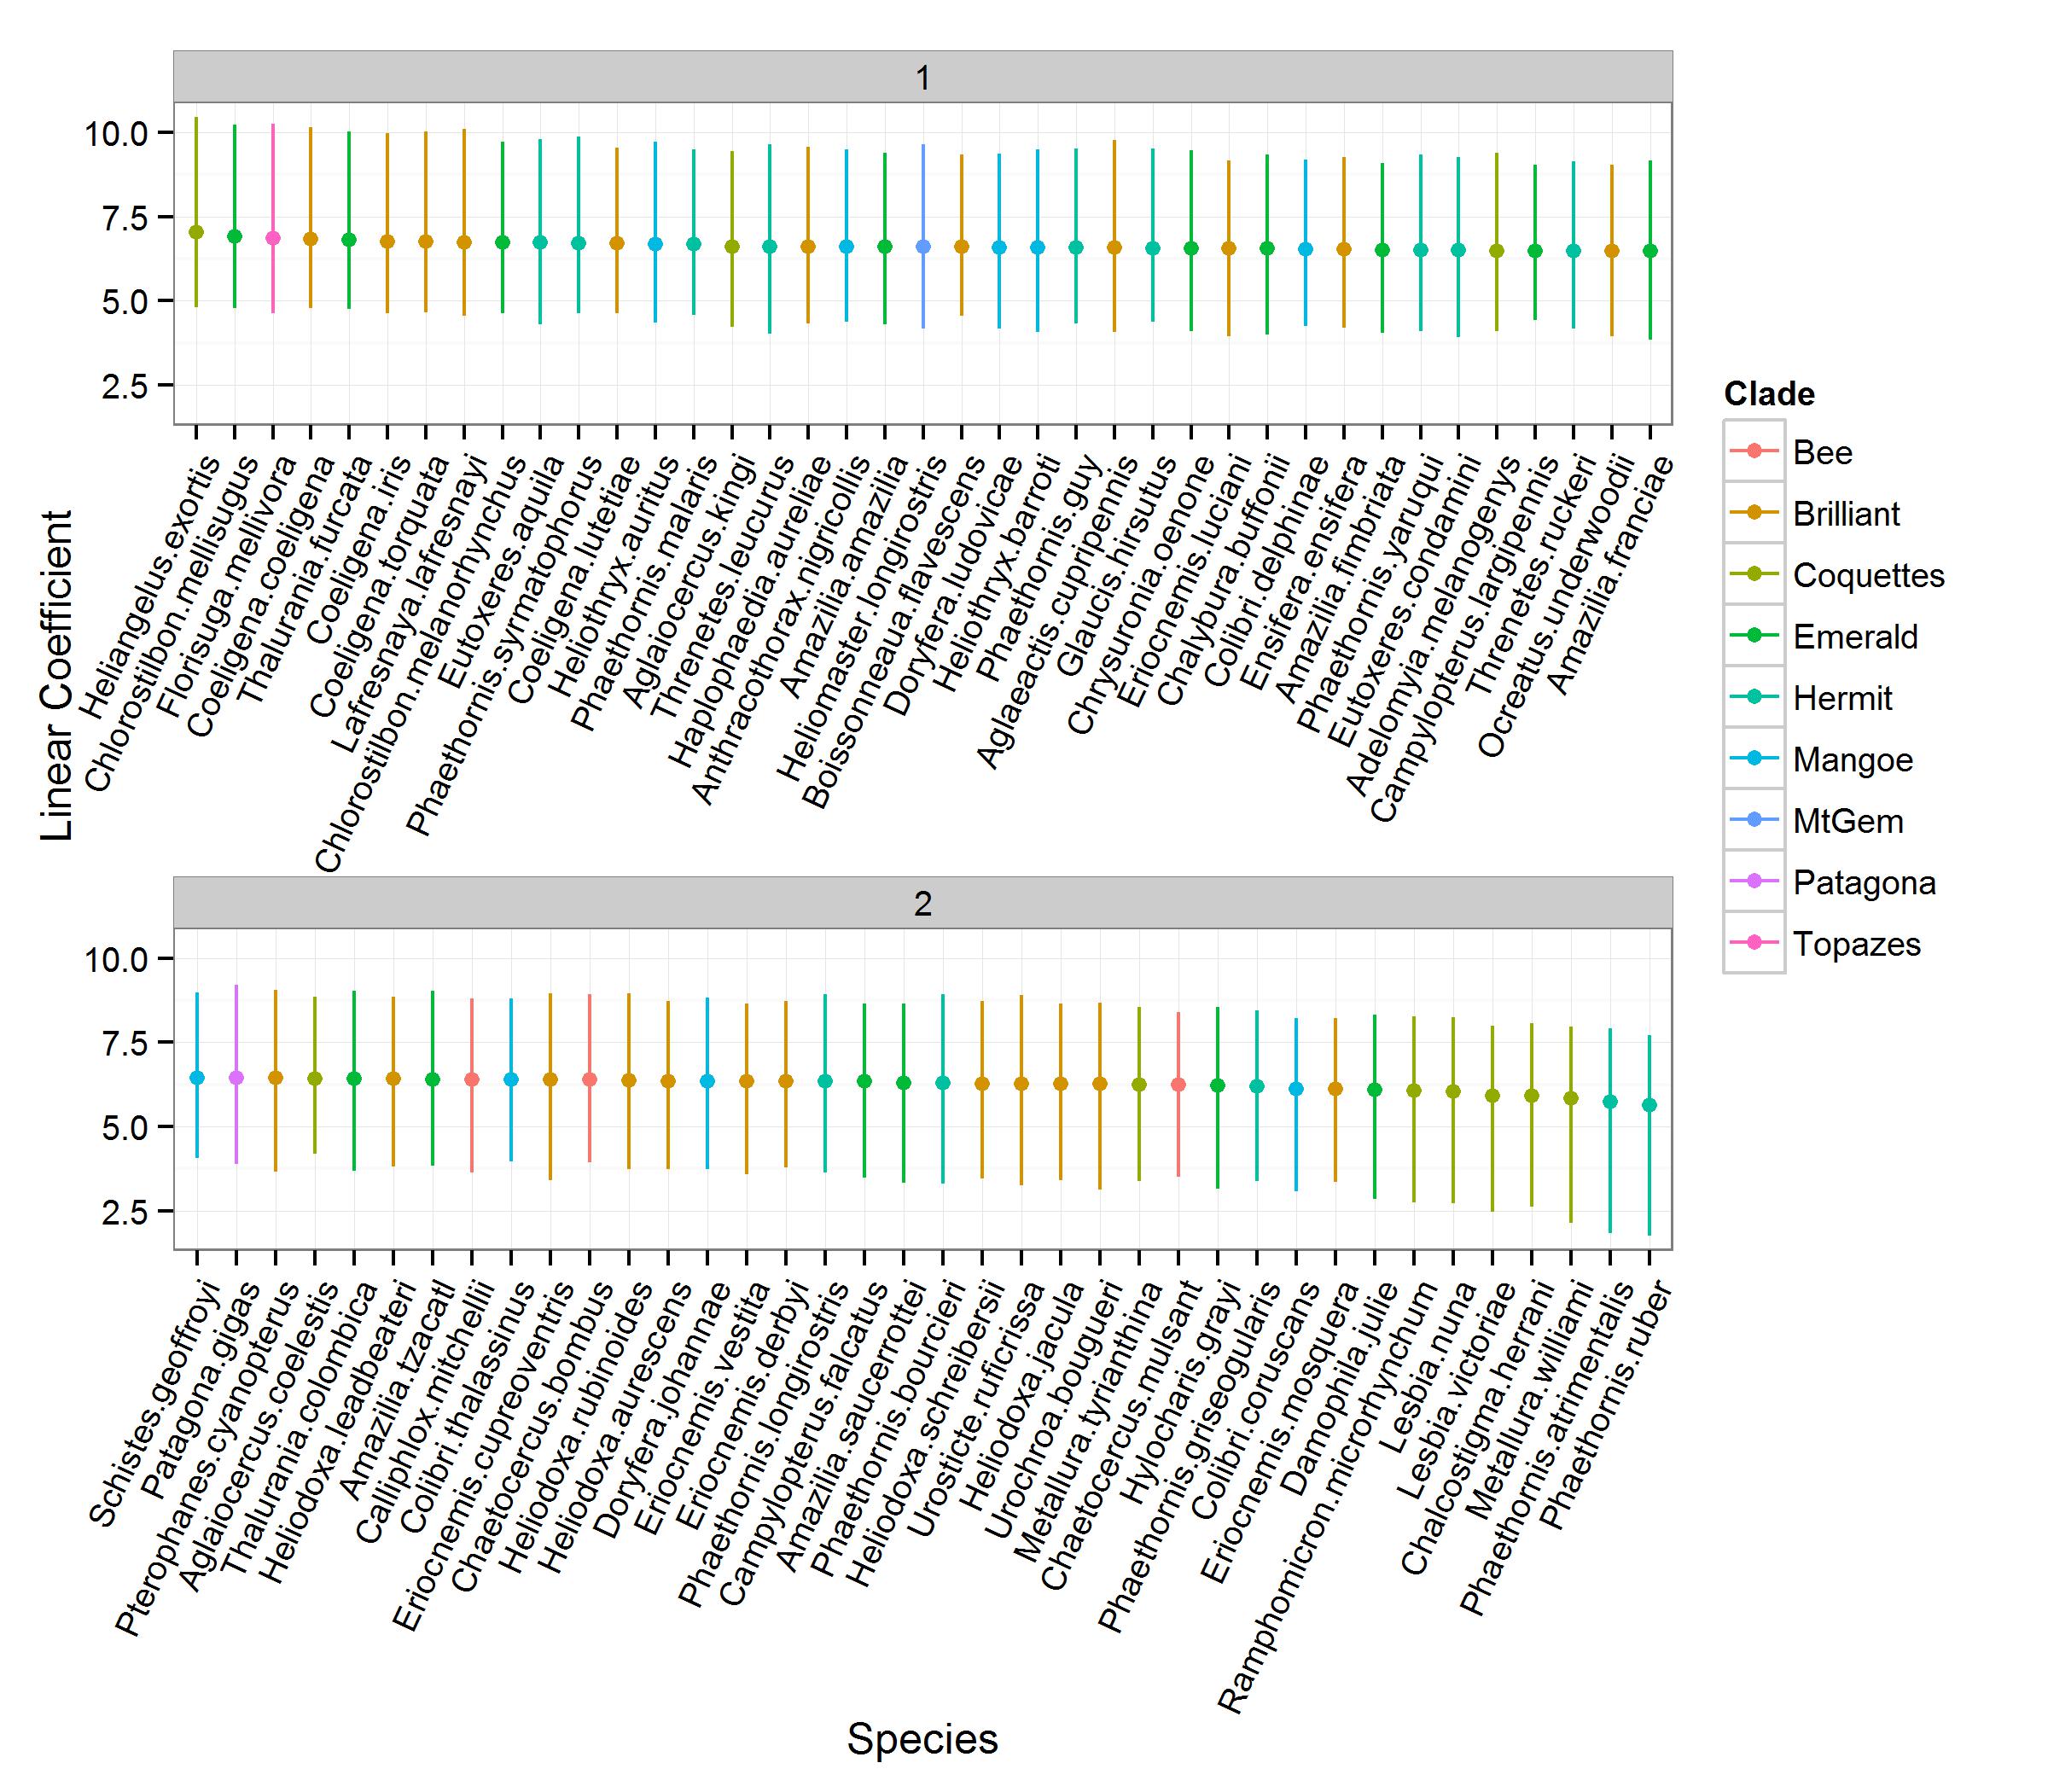 1
10.0
7.5
5.0
2.5
Linear Coefficient
Heliangelus.exortis
Chlorostilbon.mellisugus
Florisuga.mellivora
Coeligena.coeligena
Thalurania.furcata
Coeligena.iris
Coeligena.torquata
Lafresnaya.lafresnayi
Chlorostilbon.melanorhynchus
Eutoxeres.aquila
Phaethornis.syrmatophorus
Coeligena.lutetiae
Heliothryx.auritus
Phaethornis.malaris
Aglaiocercus.kingi
Threnetes.leucurus
Haplophaedia.aureliae
Anthracothorax.nigricollis
Amazilia.amazilia
Heliomaster.longirostris
Boissonneaua.flavescens
Doryfera.ludovicae
Heliothryx.barroti
Phaethornis.guy
Aglaeactis.cupripennis
Glaucis.hirsutus
Chrysuronia.oenone
Eriocnemis.luciani
Chalybura.buffonii
Colibri.delphinae
Ensifera.ensifera
Amazilia.fimbriata
Phaethornis.yaruqui
Eutoxeres.condamini
Adelomyia.melanogenys
Campylopterus.largipennis
Threnetes.ruckeri
Ocreatus.underwoodii
Amazilia.franciae
2
10.0
7.5
5.0
2.5
Schistes.geoffroyi
Patagona.gigas
Pterophanes.cyanopterus
Aglaiocercus.coelestis
Thalurania.colombica
Heliodoxa.leadbeateri
Amazilia.tzacatl
Calliphlox.mitchellii
Colibri.thalassinus
Eriocnemis.cupreoventris
Chaetocercus.bombus
Heliodoxa.rubinoides
Heliodoxa.aurescens
Doryfera.johannae
Eriocnemis.vestita
Eriocnemis.derbyi
Phaethornis.longirostris
Campylopterus.falcatus
Amazilia.saucerrottei
Phaethornis.bourcieri
Heliodoxa.schreibersii
Urosticte.ruficrissa
Heliodoxa.jacula
Urochroa.bougueri
Metallura.tyrianthina
Chaetocercus.mulsant
Hylocharis.grayi
Phaethornis.griseogularis
Colibri.coruscans
Eriocnemis.mosquera
Damophila.julie
Ramphomicron.microrhynchum
Lesbia.nuna
Lesbia.victoriae
Chalcostigma.herrani
Metallura.williami
Phaethornis.atrimentalis
Phaethornis.ruber
Species
Clade
Bee
Brilliant
Coquettes
Emerald
Hermit
Mangoe
MtGem
Patagona
Topazes